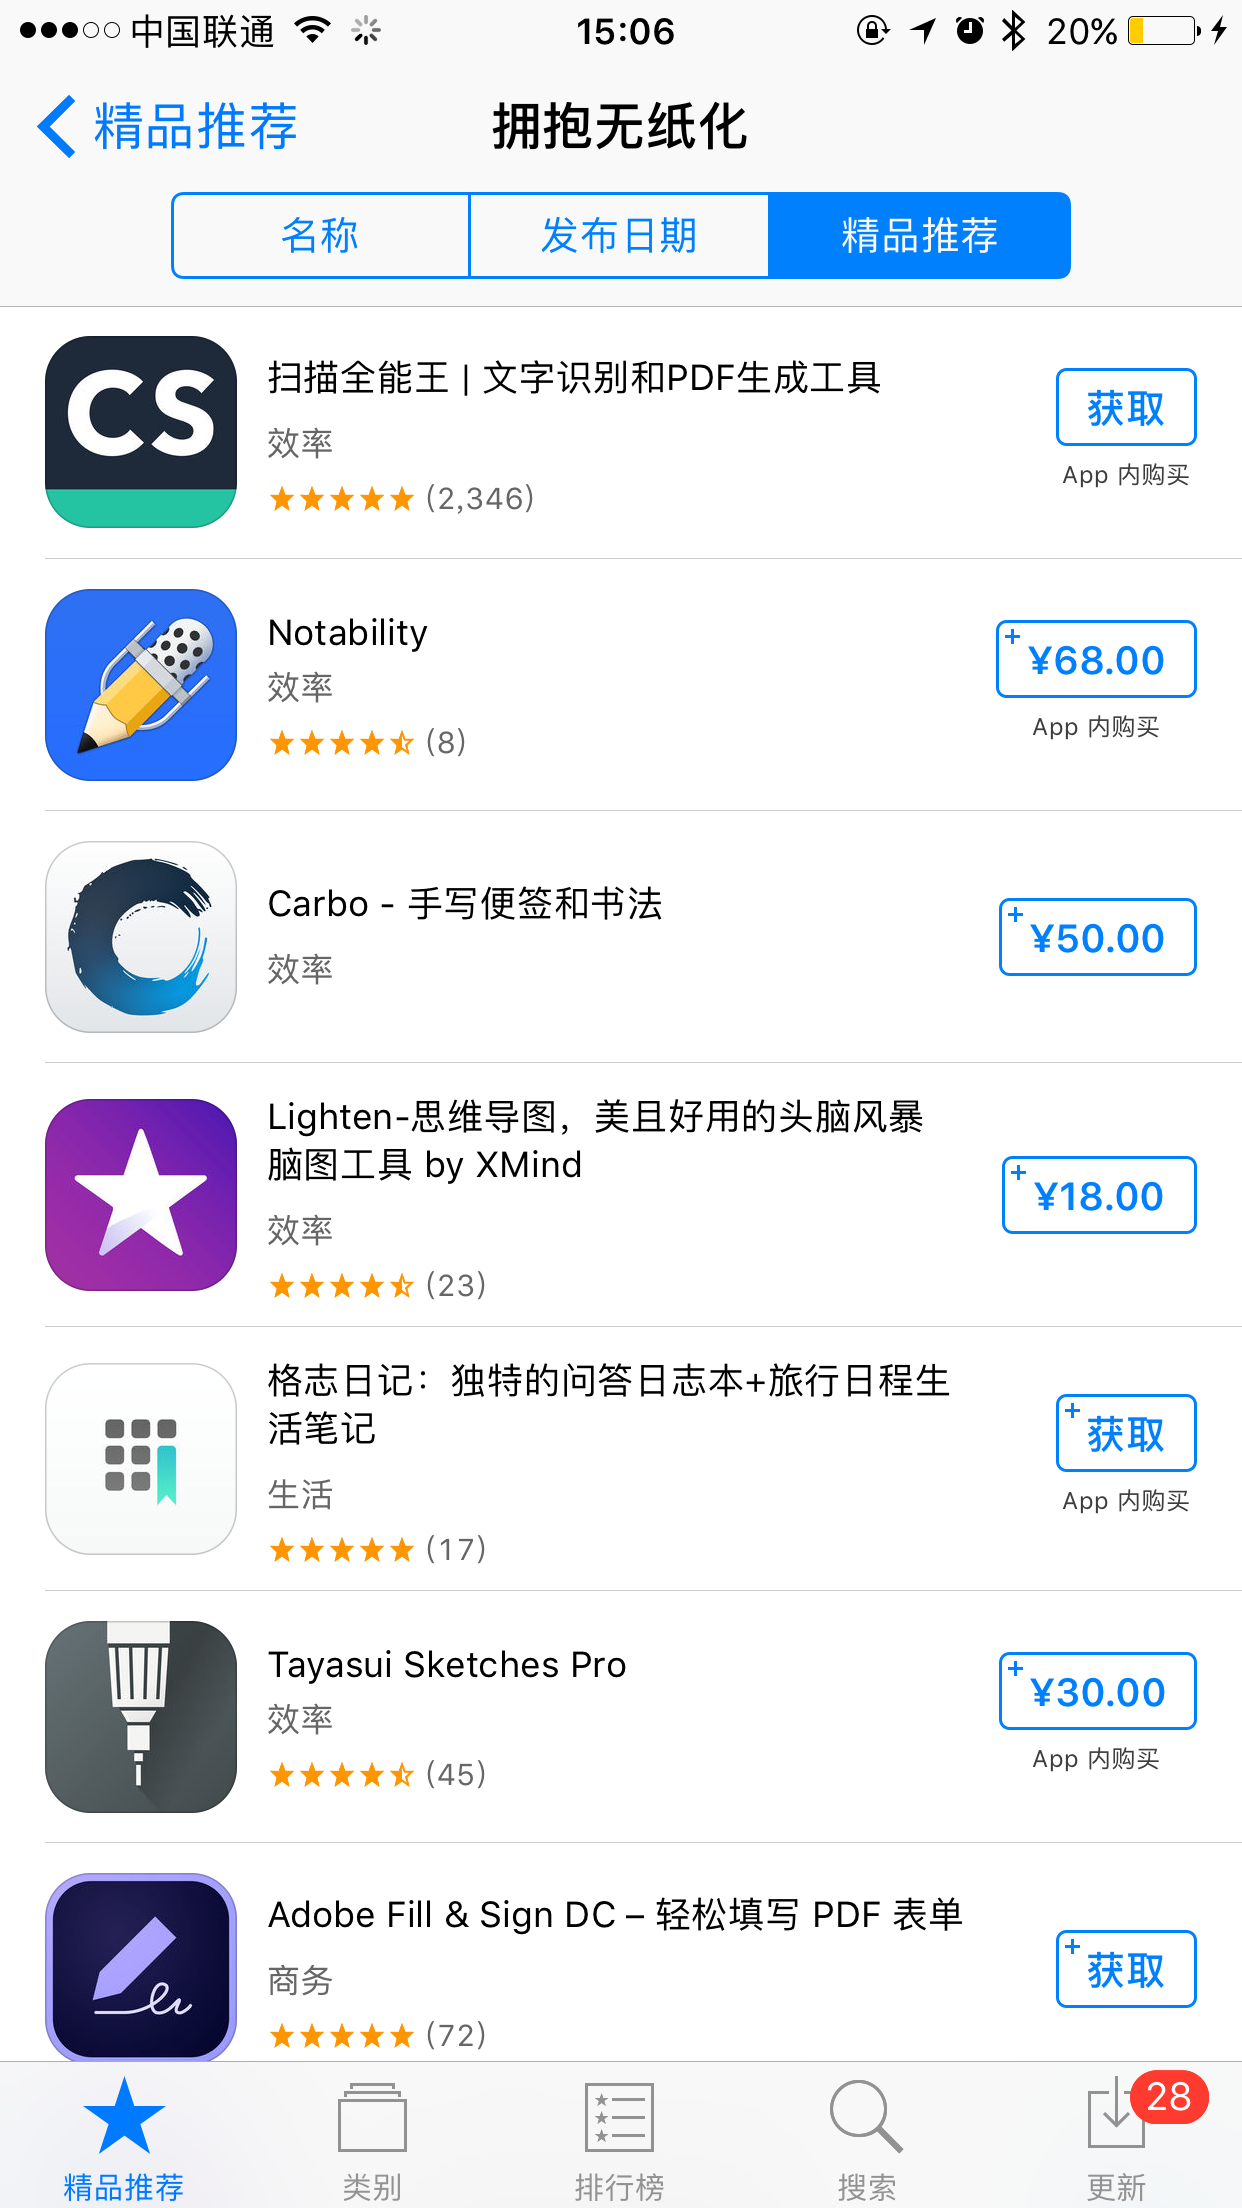 中国联通
15:06
20%
精品推荐
拥抱无纸化
名称
发布日期
精品推荐
CS
扫描全能王 | 文字识别和PDF生成工具
效率
(2,346)
获取
App 内购买
Notability
效率
(8)
+
¥68.00
App 内购买
Carbo - 手写便签和书法
效率
+
¥50.00
Lighten-思维导图，美且好用的头脑风暴
脑图工具 by XMind
效率
(23)
+
¥18.00
格志日记：独特的问答日志本+旅行日程生
活笔记
生活
(17)
+
获取
App 内购买
Tayasui Sketches Pro
效率
(45)
+
¥30.00
App 内购买
Adobe Fill & Sign DC – 轻松填写 PDF 表单
商务
(72)
+
获取
精品推荐
类别
排行榜
搜索
28
更新